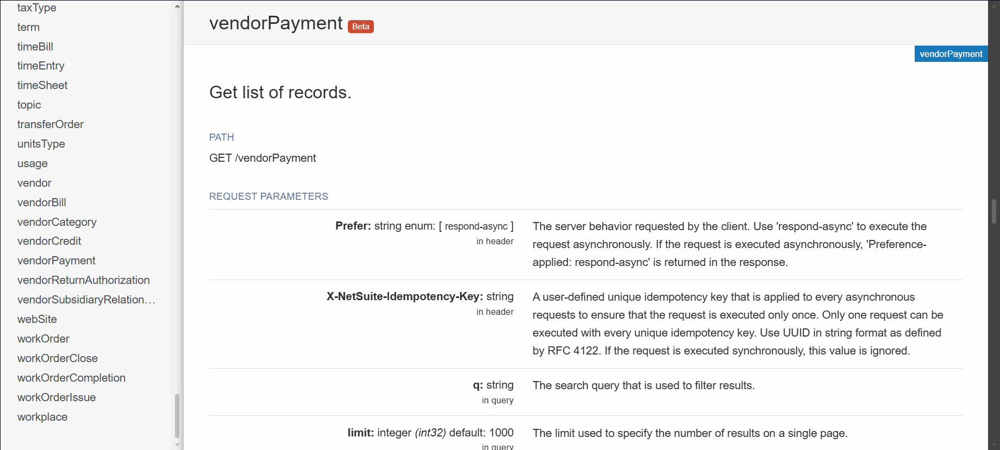 taxType
term
timeBill
timeEntry
timeSheet
topic
transferOrder
unitsType
usage
vendor
vendorBill
vendorCategory
vendorCredit
vendorPayment
vendorReturnAuthorization
vendorSubsidiaryRelation…
webSite
workOrder
workOrderClose
workOrderCompletion
workOrderIssue
workplace
vendorPayment Beta
vendorPayment
Get list of records.
PATH
GET /vendorPayment
REQUEST PARAMETERS
Prefer: string enum: [ respond-async ]
in header
The server behavior requested by the client. Use 'respond-async' to execute the
request asynchronously. If the request is executed asynchronously, 'Preference-
applied: respond-async' is returned in the response.
X-NetSuite-Idempotency-Key: string
in header
A user-defined unique idempotency key that is applied to every asynchronous
requests to ensure that the request is executed only once. Only one request can be
executed with every unique idempotency key. Use UUID in string format as defined
by RFC 4122. If the request is executed synchronously, this value is ignored.
q: string
in query
The search query that is used to filter results.
limit: integer (int32) default: 1000
in query
The limit used to specify the number of results on a single page.